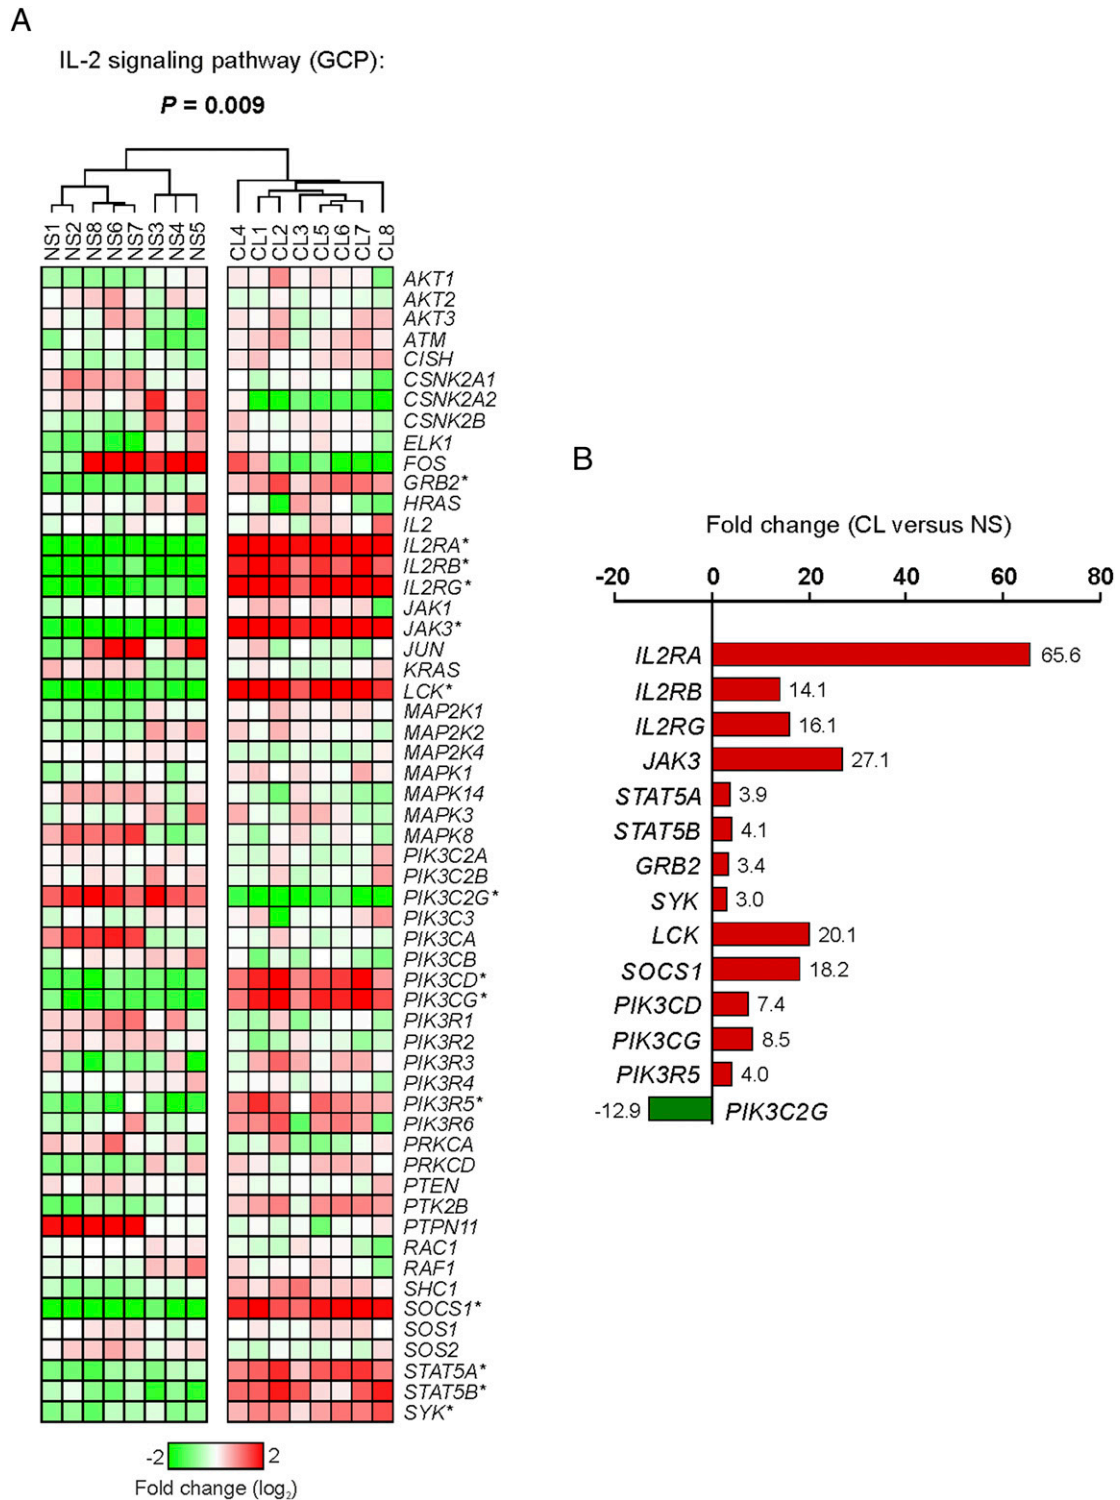 A
IL-2 signaling pathway (GCP):
P = 0.009
NS1 NS2 NS8 NS6 NS7 NS3 NS4 NS5 CL4 CL1 CL2 CL3 CL5 CL6 CL7 CL8
AKT1
AKT2
AKT3
ATM
CISH
CSNK2A1
CSNK2A2
CSNK2B
ELK1
FOS
GRB2*
HRAS
IL2
IL2RA*
IL2RB*
IL2RG*
JAK1
JAK3*
JUN
KRAS
LCK*
MAP2K1
MAP2K2
MAP2K4
MAPK1
MAPK14
MAPK3
MAPK8
PIK3C2A
PIK3C2B
PIK3C2G*
PIK3C3
PIK3CA
PIK3CB
PIK3CD*
PIK3CG*
PIK3R1
PIK3R2
PIK3R3
PIK3R4
PIK3R5*
PIK3R6
PRKCA
PRKCD
PTEN
PTK2B
PTPN11
RAC1
RAF1
SHC1
SOCS1*
SOS1
SOS2
STAT5A*
STAT5B*
SYK*
-2 2
Fold change (log₂)
B
Fold change (CL versus NS)
-20 0 20 40 60 80
IL2RA 65.6
IL2RB 14.1
IL2RG 16.1
JAK3 27.1
STAT5A 3.9
STAT5B 4.1
GRB2 3.4
SYK 3.0
LCK 20.1
SOCS1 18.2
PIK3CD 7.4
PIK3CG 8.5
PIK3R5 4.0
-12.9 PIK3C2G